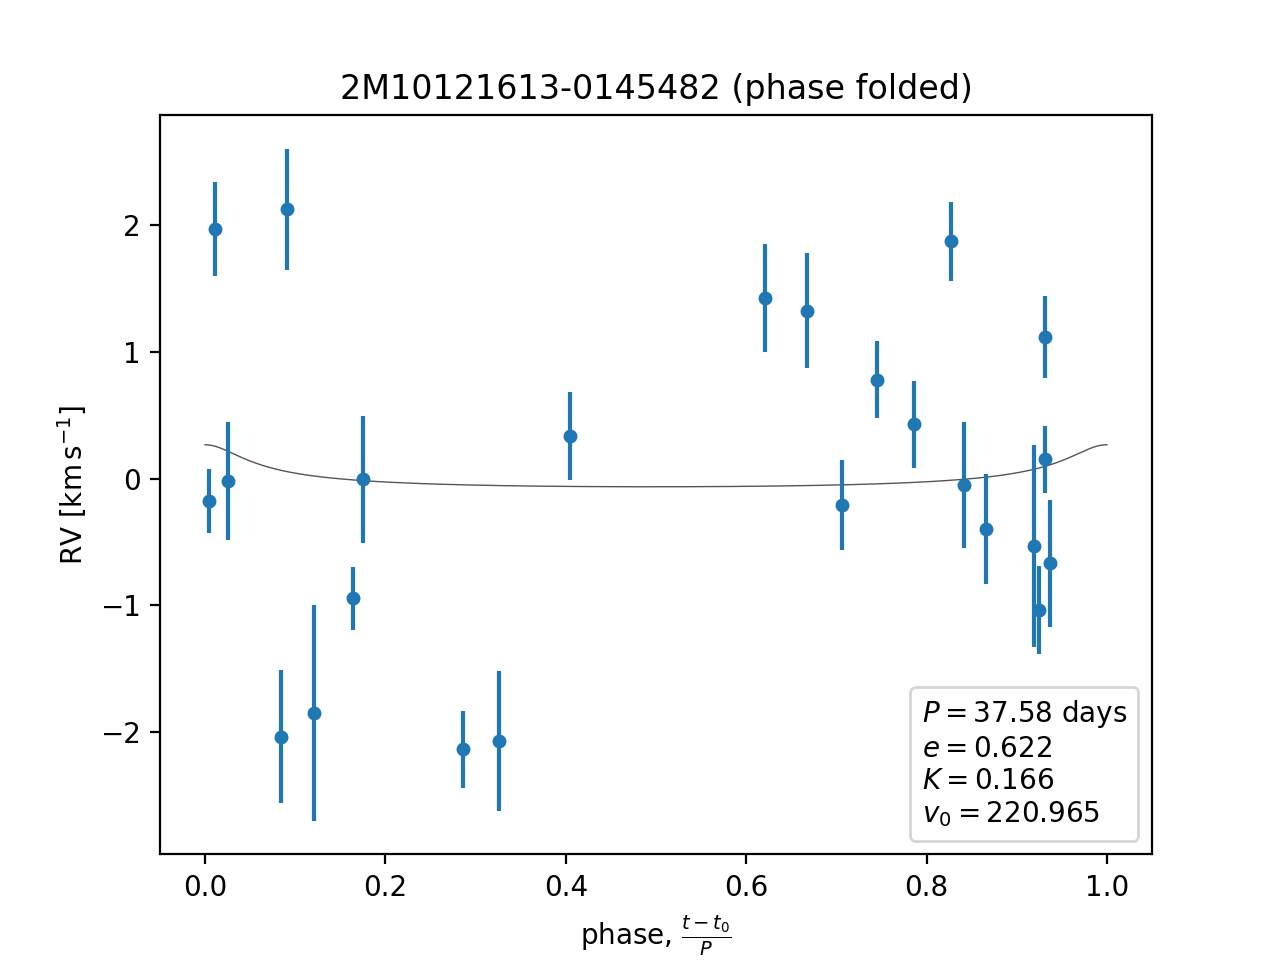 2M10121613-0145482 (phase folded)
2
1
0
−1
−2
RV [km s⁻¹]
P = 37.58 days
e = 0.622
K = 0.166
v₀ = 220.965
0.0 0.2 0.4 0.6 0.8 1.0
phase, (t − t₀)/P